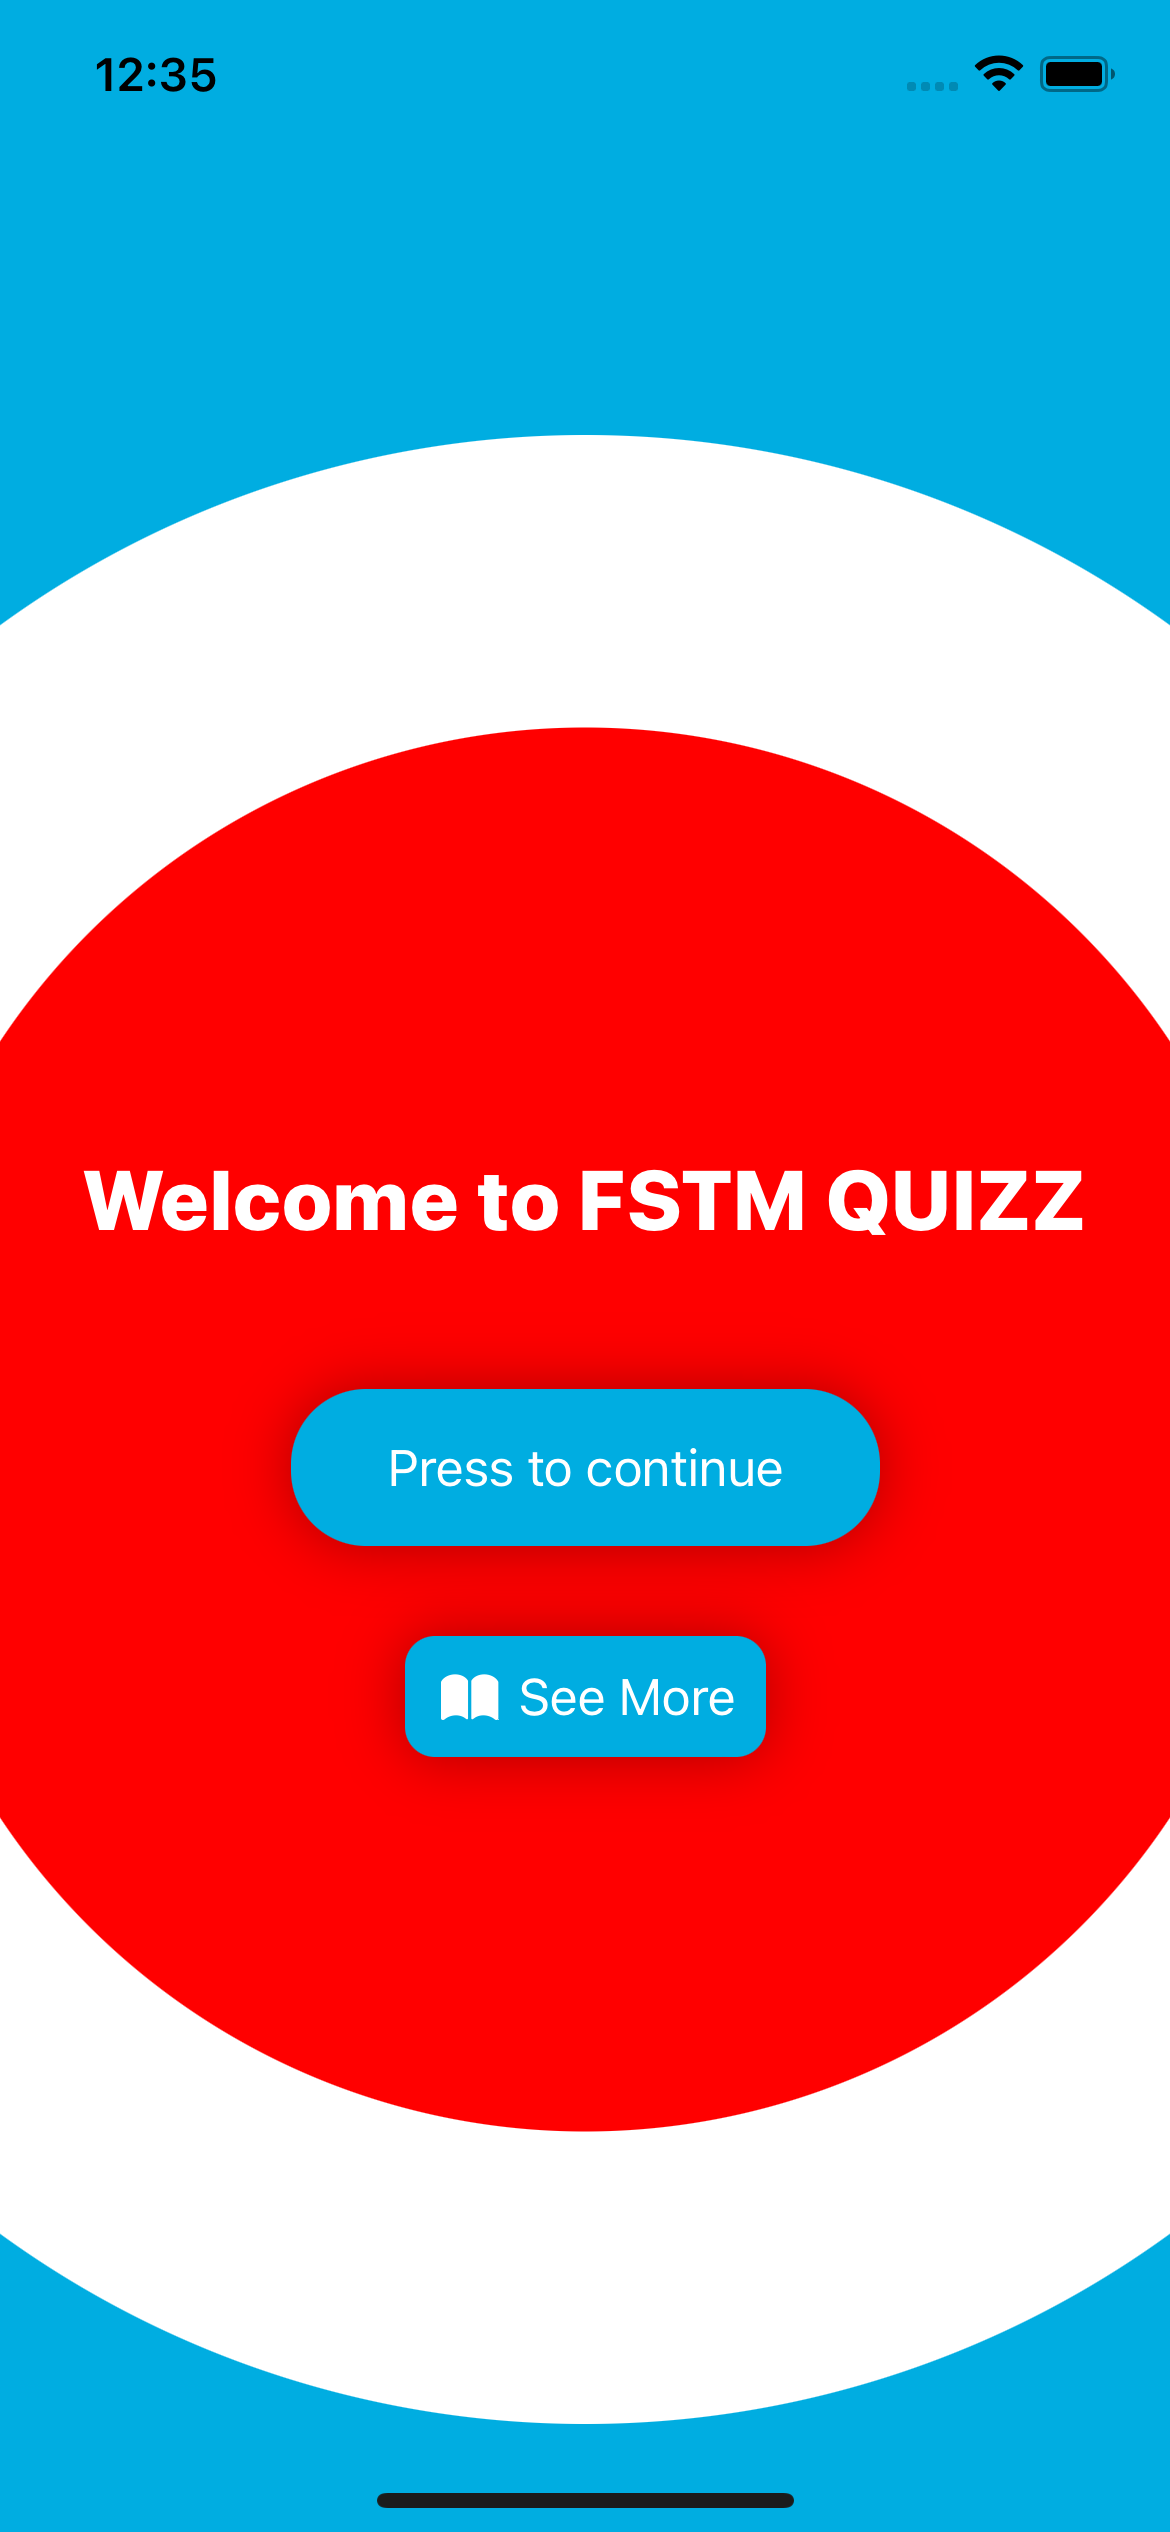 12:35
Welcome to FSTM QUIZZ
Press to continue
See More